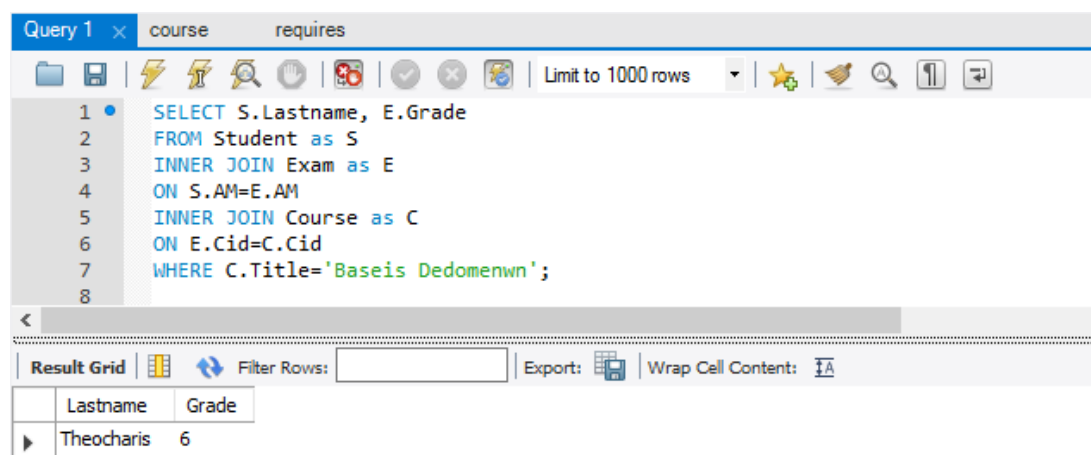 Query 1 × course requires
Limit to 1000 rows
1 SELECT S.Lastname, E.Grade
2 FROM Student as S
3 INNER JOIN Exam as E
4 ON S.AM=E.AM
5 INNER JOIN Course as C
6 ON E.Cid=C.Cid
7 WHERE C.Title='Baseis Dedomenwn';
8
Result Grid Filter Rows: Export: Wrap Cell Content:
Lastname Grade
Theocharis 6